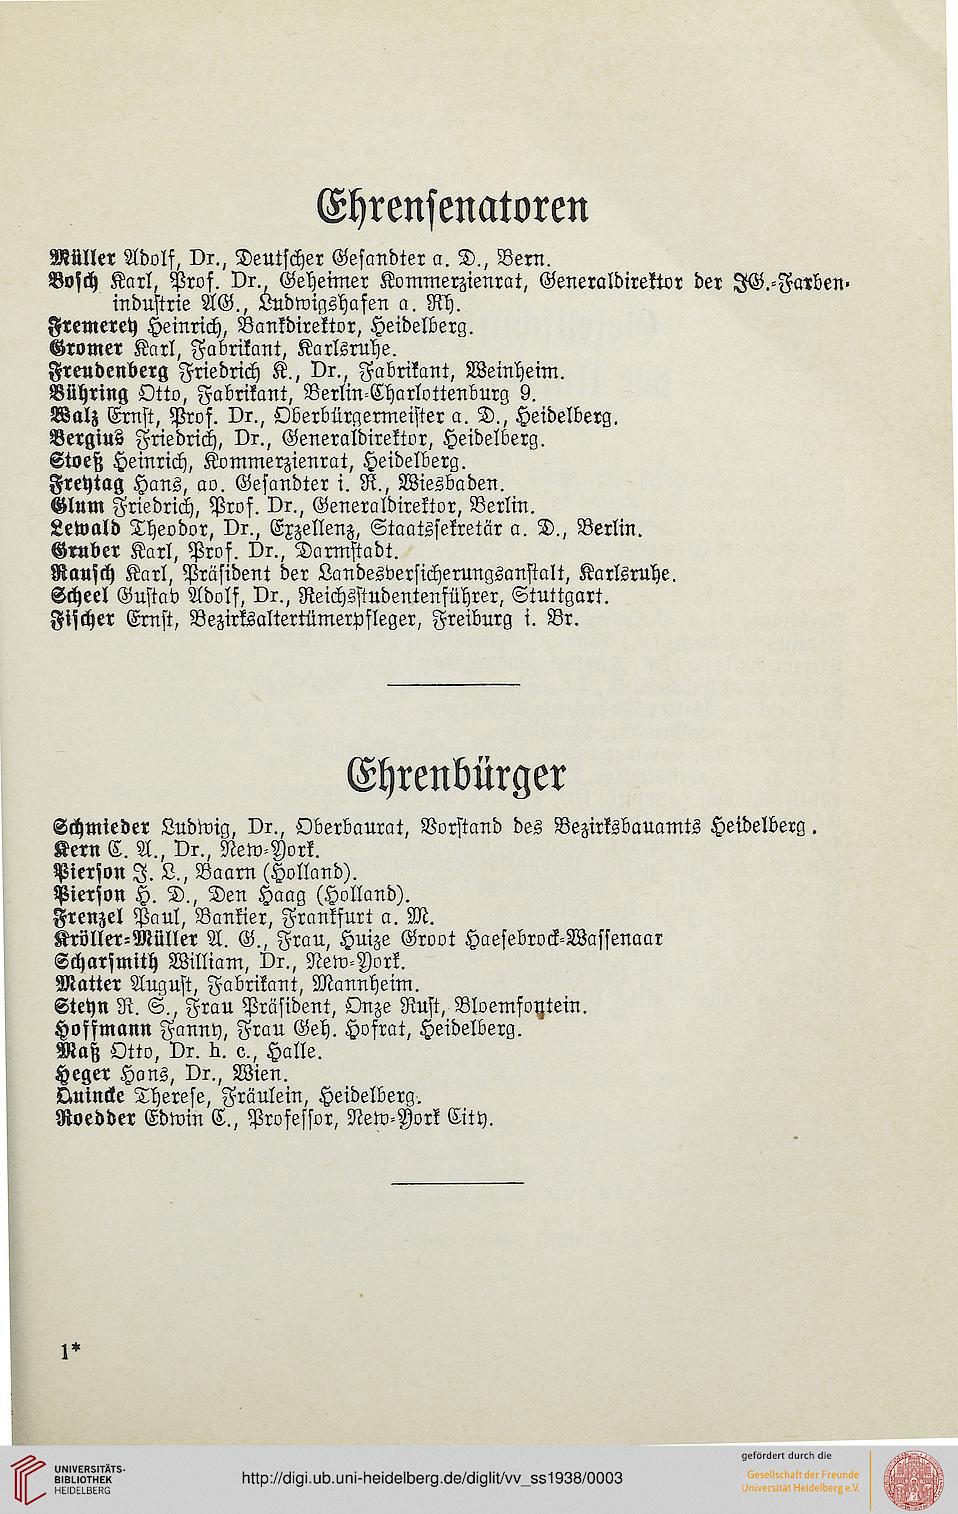 Ehrensenatoren
Müller Adolf, Dr., Deutscher Gesandter a. D., Bern.
Bosch Karl, Prof. Dr., Geheimer Kommerzienrat, Generaldirektor der IG.-Farben-
industrie AG., Ludwigshafen a. Rh.
Fremerey Heinrich, Bankdirektor, Heidelberg.
Gromer Karl, Fabrikant, Karlsruhe.
Freudenberg Friedrich K., Dr., Fabrikant, Weinheim.
Bühring Otto, Fabrikant, Berlin-Charlottenburg 9.
Walz Ernst, Prof. Dr., Oberbürgermeister a. D., Heidelberg.
Bergius Friedrich, Dr., Generaldirektor, Heidelberg.
Stoeß Heinrich, Kommerzienrat, Heidelberg.
Freytag Hans, ao. Gesandter i. R., Wiesbaden.
Glum Friedrich, Prof. Dr., Generaldirektor, Berlin.
Lewald Theodor, Dr., Exzellenz, Staatssekretär a. D., Berlin.
Gruber Karl, Prof. Dr., Darmstadt.
Rausch Karl, Präsident der Landesversicherungsanstalt, Karlsruhe.
Scheel Gustav Adolf, Dr., Reichsstudentenführer, Stuttgart.
Fischer Ernst, Bezirksaltertümerpfleger, Freiburg i. Br.
Ehrenbürger
Schmieder Ludwig, Dr., Oberbaurat, Vorstand des Bezirksbauamts Heidelberg.
Kern C. A., Dr., New-York.
Pierson J. L., Baarn (Holland).
Pierson H. D., Den Haag (Holland).
Frenzel Paul, Bankier, Frankfurt a. M.
Kröller-Müller A. G., Frau, Huize Groot Haesebrock-Wassenaar
Scharsmith William, Dr., New-York.
Matter August, Fabrikant, Mannheim.
Steyn R. S., Frau Präsident, Onze Rust, Bloemfontein.
Hoffmann Fanny, Frau Geh. Hofrat, Heidelberg.
Maß Otto, Dr. h. c., Halle.
Heger Hans, Dr., Wien.
Quincke Therese, Fräulein, Heidelberg.
Roedder Edwin C., Professor, New-York City.
1*
UNIVERSITÄTS-
BIBLIOTHEK
HEIDELBERG
http://digi.ub.uni-heidelberg.de/diglit/vv_ss1938/0003
gefördert durch die
Gesellschaft der Freunde
Universität Heidelberg e.V.